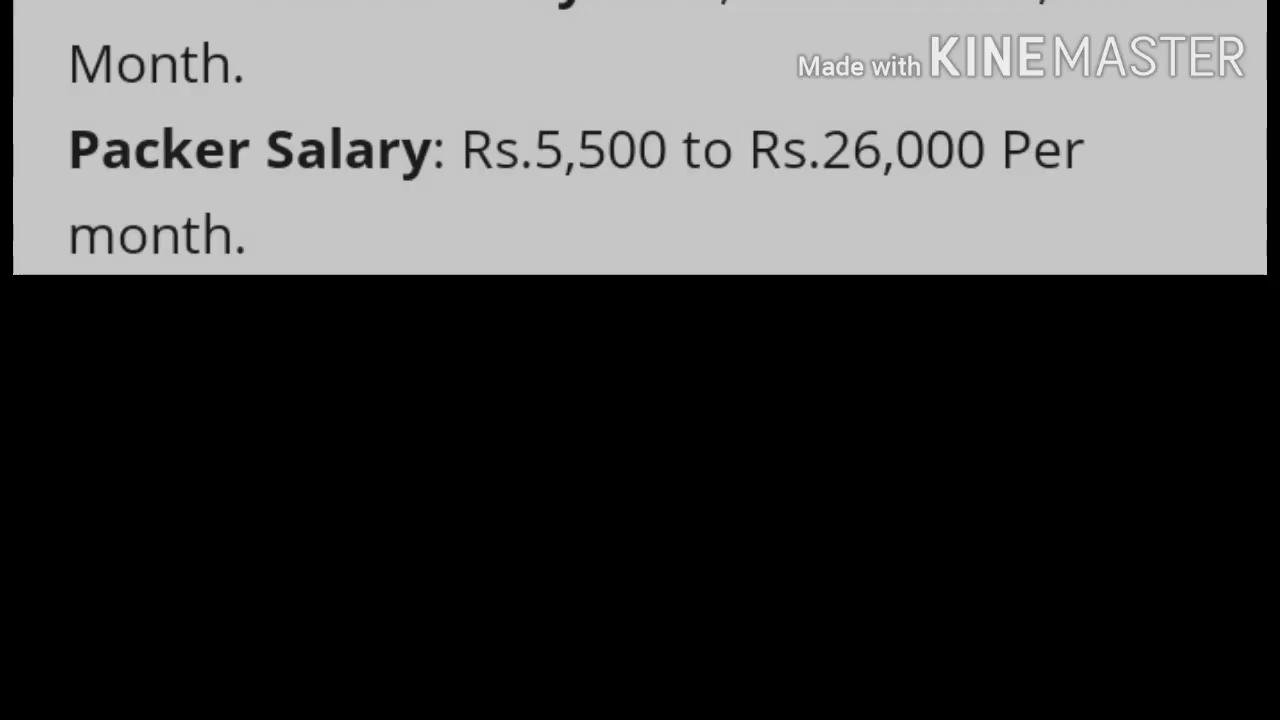 Month.
Made with KINEMASTER
Packer Salary: Rs.5,500 to Rs.26,000 Per
month.